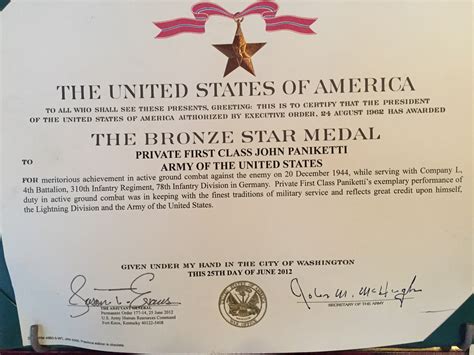 THE UNITED STATES OF AMERICA
TO ALL WHO SHALL SEE THESE PRESENTS, GREETING: THIS IS TO CERTIFY THAT THE PRESIDENT
OF THE UNITED STATES OF AMERICA AUTHORIZED BY EXECUTIVE ORDER, 24 AUGUST 1962 HAS AWARDED
THE BRONZE STAR MEDAL
PRIVATE FIRST CLASS JOHN PANIKETTI
TO
ARMY OF THE UNITED STATES
FOR meritorious achievement in active ground combat against the enemy on 20 December 1944, while serving with Company L,
4th Battalion, 310th Infantry Regiment, 78th Infantry Division in Germany. Private First Class Paniketti's exemplary performance of
duty in active ground combat was in keeping with the finest traditions of military service and reflects great credit upon himself,
the Lightning Division and the Army of the United States.
GIVEN UNDER MY HAND IN THE CITY OF WASHINGTON
THIS 25TH DAY OF JUNE 2012
THE ADJUTANT GENERAL
Permanent Order 177-14, 25 June 2012
U.S. Army Human Resources Command
Fort Knox, Kentucky 40122-5408
John M. McHugh
SECRETARY OF THE ARMY